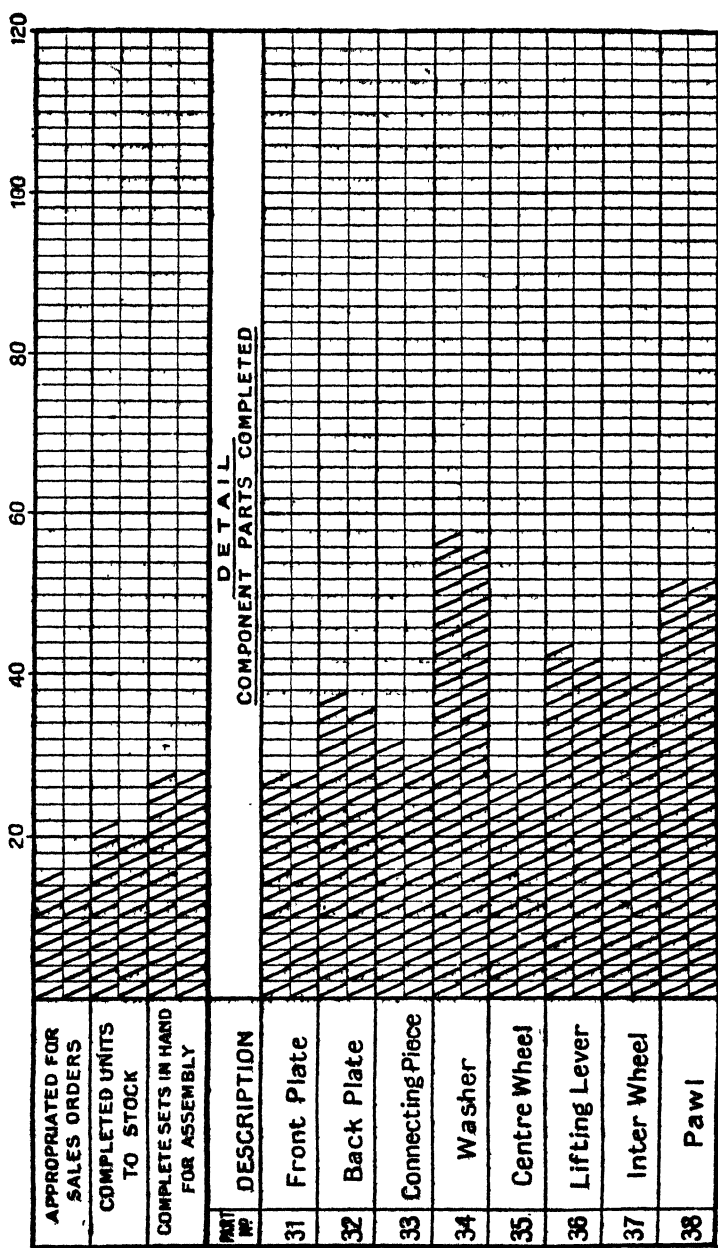 20 40 60 80 100 120
APPROPRIATED FOR
SALES ORDERS
COMPLETED UNITS
TO STOCK
COMPLETE SETS IN HAND
FOR ASSEMBLY
PART
Nº
DESCRIPTION
DETAIL
COMPONENT PARTS COMPLETED
31 Front Plate
32 Back Plate
33 Connecting Piece
34 Washer
35 Centre Wheel
36 Lifting Lever
37 Inter Wheel
38 Pawl